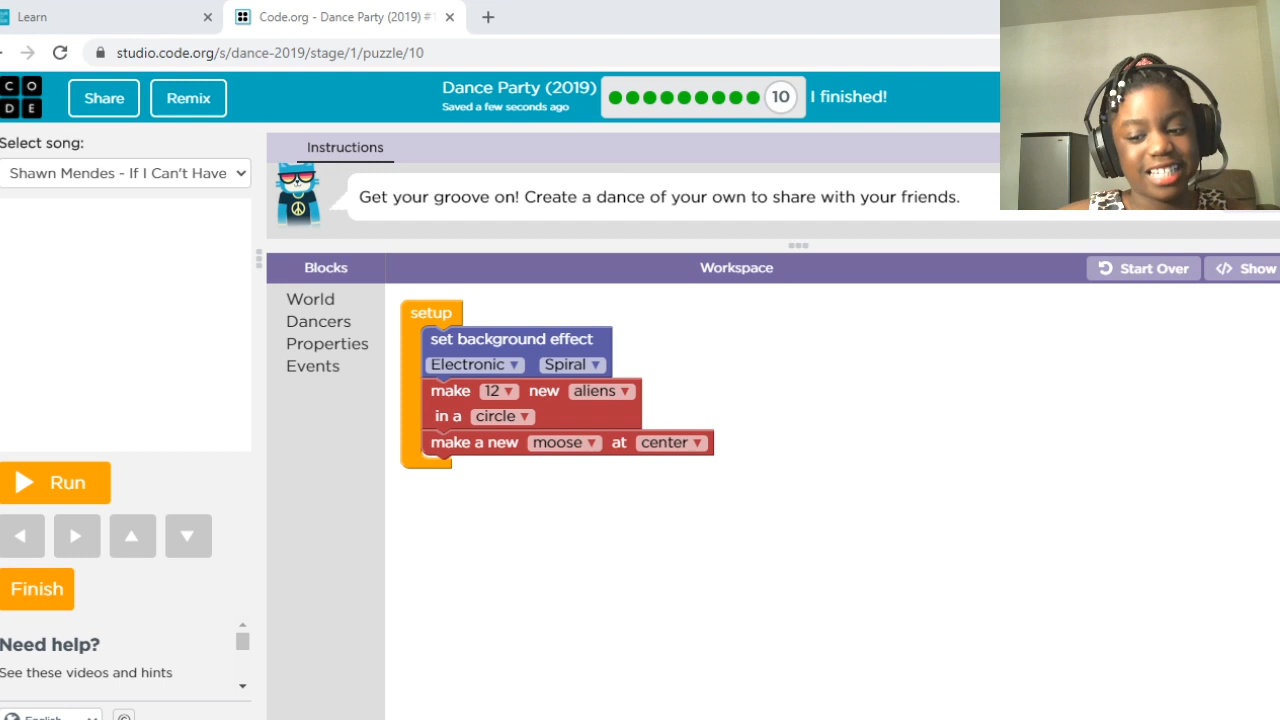 Learn
Code.org - Dance Party (2019) #1
studio.code.org/s/dance-2019/stage/1/puzzle/10
C O
D E
Share
Remix
Dance Party (2019)
Saved a few seconds ago
10
I finished!
Select song:
Shawn Mendes - If I Can't Have
Instructions
Get your groove on! Create a dance of your own to share with your friends.
Blocks
Workspace
Start Over
</> Show
World
Dancers
Properties
Events
setup
set background effect
Electronic Spiral
make 12 new aliens
in a circle
make a new moose at center
Run
Finish
Need help?
See these videos and hints
English